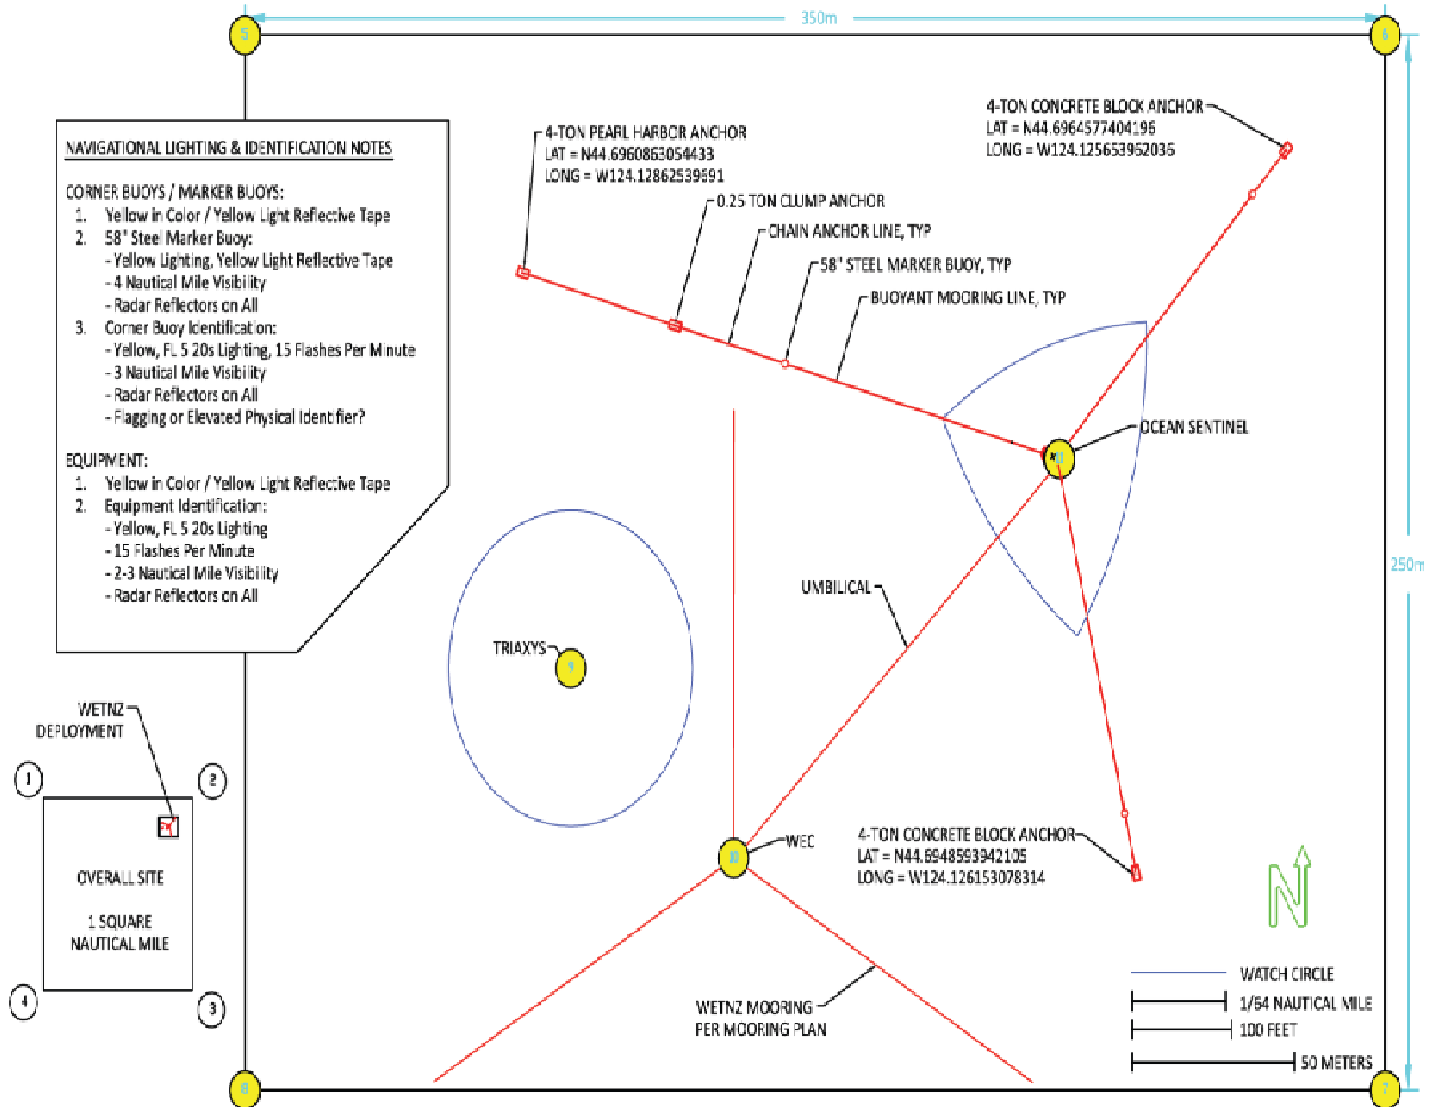 350m
5
6
4-TON CONCRETE BLOCK ANCHOR
LAT = N44.6964577404196
LONG = W124.125653962036
4-TON PEARL HARBOR ANCHOR
LAT = N44.6960863054433
LONG = W124.12862539691
NAVIGATIONAL LIGHTING & IDENTIFICATION NOTES
CORNER BUOYS / MARKER BUOYS:
1. Yellow in Color / Yellow Light Reflective Tape
2. 58" Steel Marker Buoy:
- Yellow Lighting, Yellow Light Reflective Tape
- 4 Nautical Mile Visibility
- Radar Reflectors on All
3. Corner Buoy Identification:
- Yellow, FL 5 20s Lighting, 15 Flashes Per Minute
- 3 Nautical Mile Visibility
- Radar Reflectors on All
- Flagging or Elevated Physical Identifier?
EQUIPMENT:
1. Yellow in Color / Yellow Light Reflective Tape
2. Equipment Identification:
- Yellow, FL 5 20s Lighting
- 15 Flashes Per Minute
- 2-3 Nautical Mile Visibility
- Radar Reflectors on All
0.25 TON CLUMP ANCHOR
CHAIN ANCHOR LINE, TYP
58" STEEL MARKER BUOY, TYP
BUOYANT MOORING LINE, TYP
OCEAN SENTINEL
11
250m
UMBILICAL
TRIAXYS
9
WETNZ
DEPLOYMENT
1
2
OVERALL SITE
1 SQUARE
NAUTICAL MILE
4
3
10
WEC
4-TON CONCRETE BLOCK ANCHOR
LAT = N44.6948593942105
LONG = W124.126153078314
N
WETNZ MOORING
PER MOORING PLAN
WATCH CIRCLE
1/64 NAUTICAL MILE
100 FEET
50 METERS
8
7